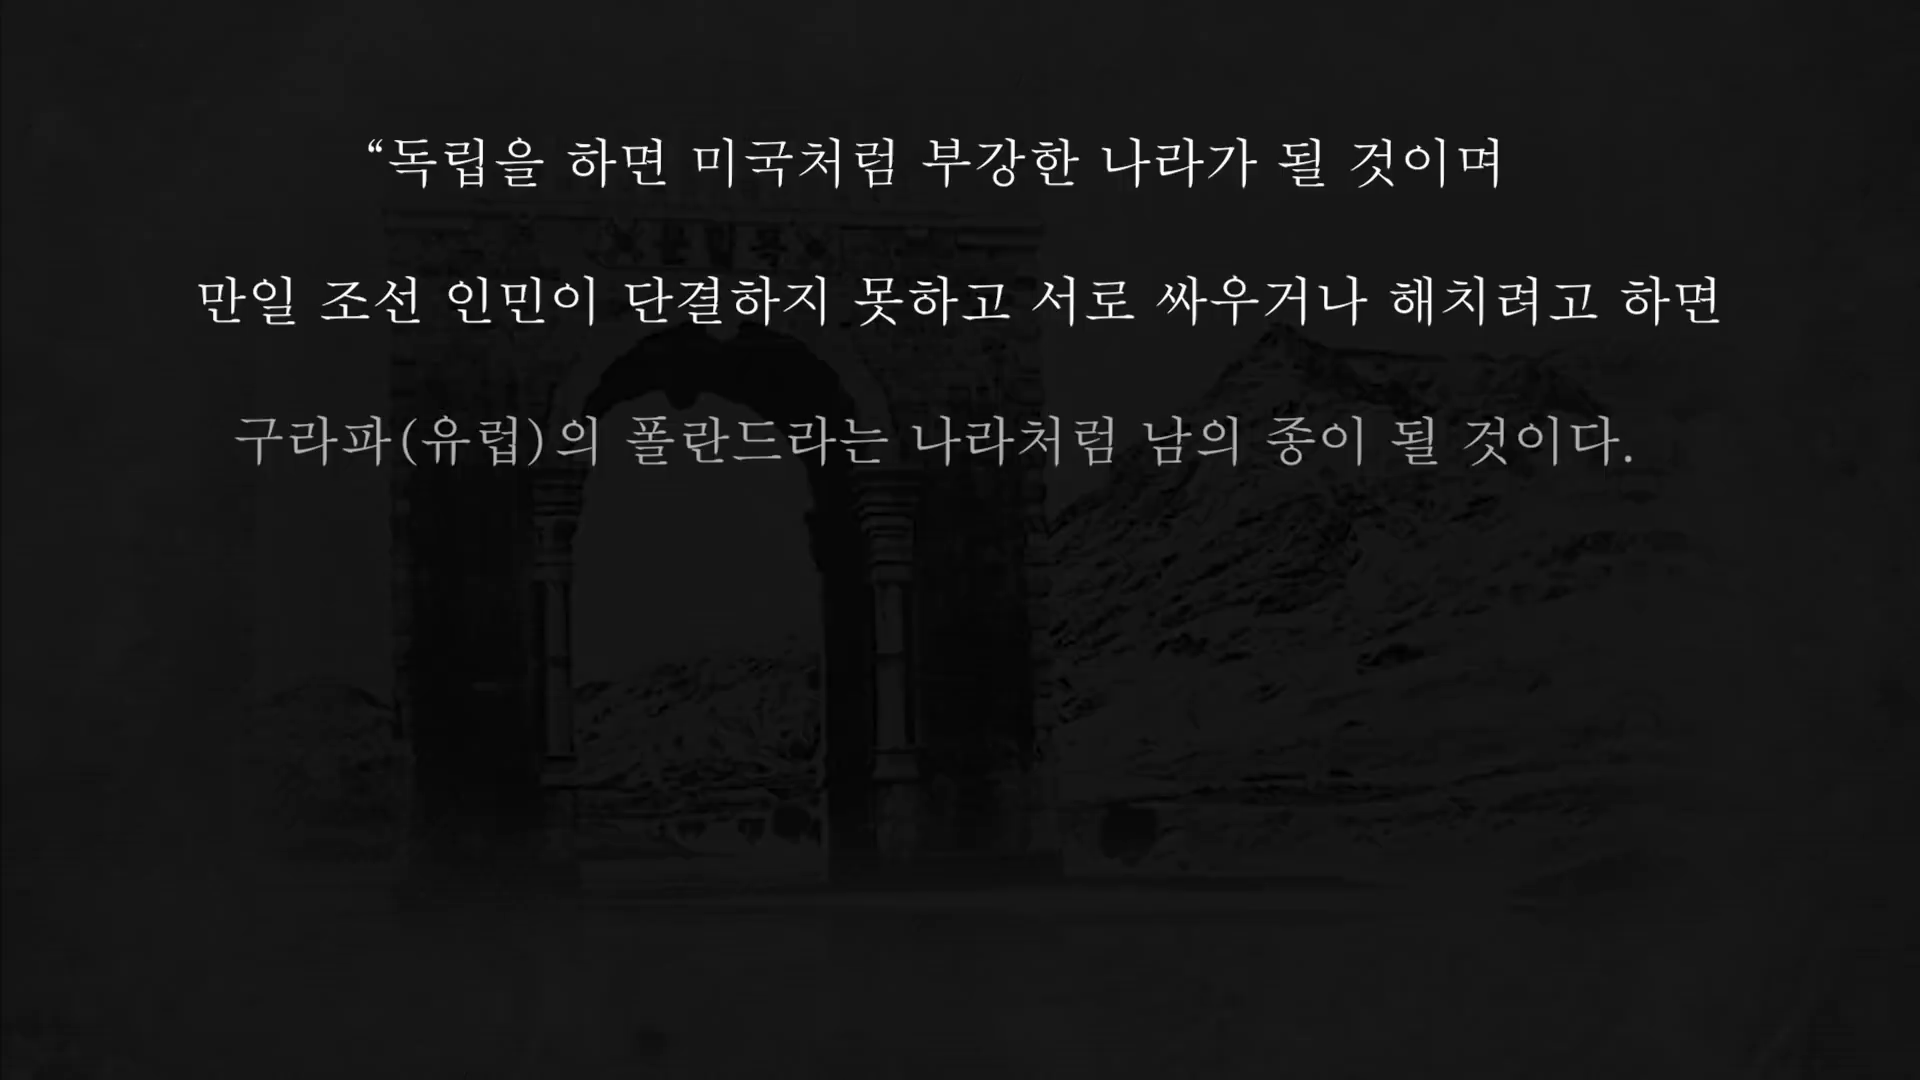 “독립을 하면 미국처럼 부강한 나라가 될 것이며
만일 조선 인민이 단결하지 못하고 서로 싸우거나 해치려고 하면
구라파(유럽)의 폴란드라는 나라처럼 남의 종이 될 것이다.